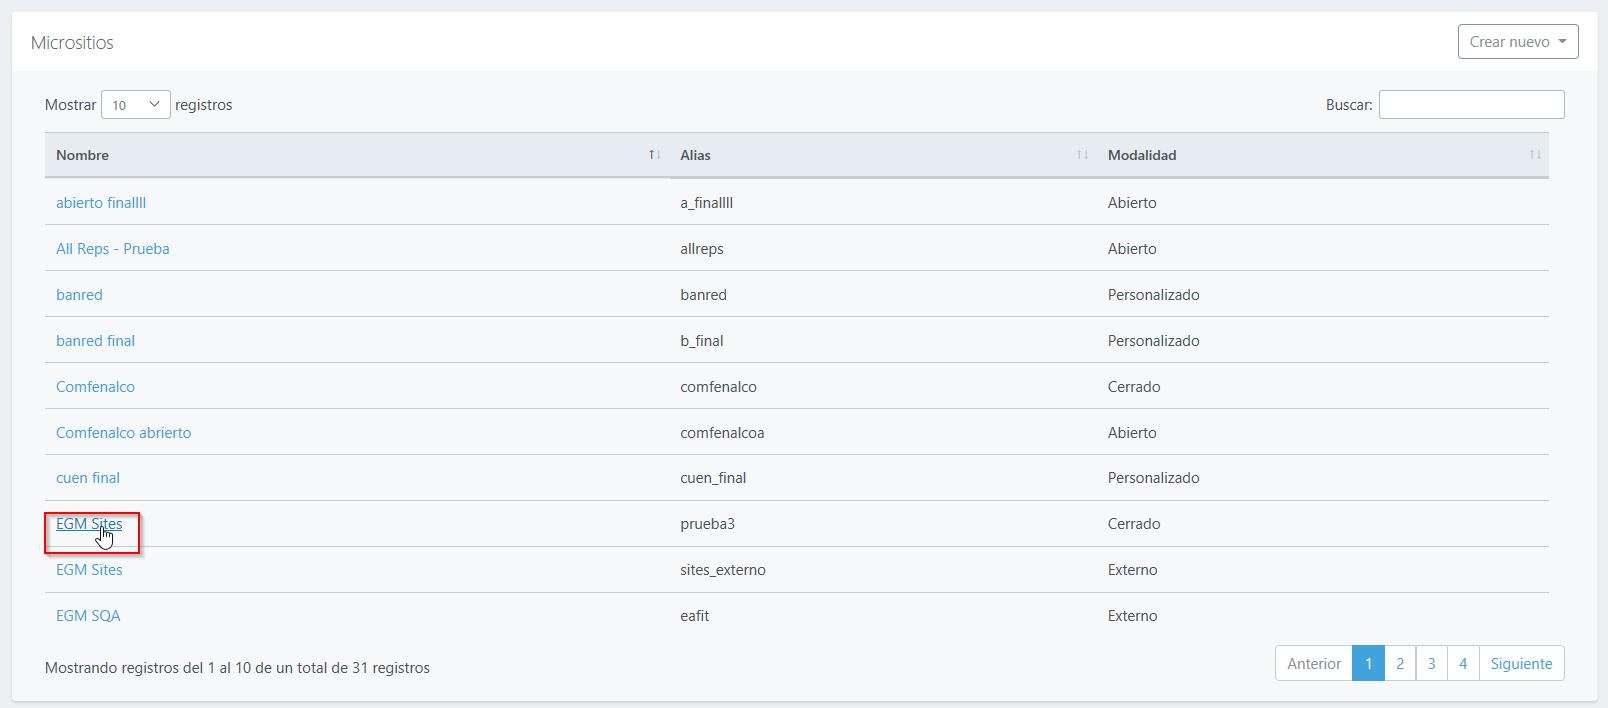 Micrositios
Crear nuevo
Mostrar 10 registros
Buscar:
Nombre Alias Modalidad
abierto finallll a_finallll Abierto
All Reps - Prueba allreps Abierto
banred banred Personalizado
banred final b_final Personalizado
Comfenalco comfenalco Cerrado
Comfenalco abrierto comfenalcoa Abierto
cuen final cuen_final Personalizado
EGM Sites prueba3 Cerrado
EGM Sites sites_externo Externo
EGM SQA eafit Externo
Mostrando registros del 1 al 10 de un total de 31 registros
Anterior 1 2 3 4 Siguiente